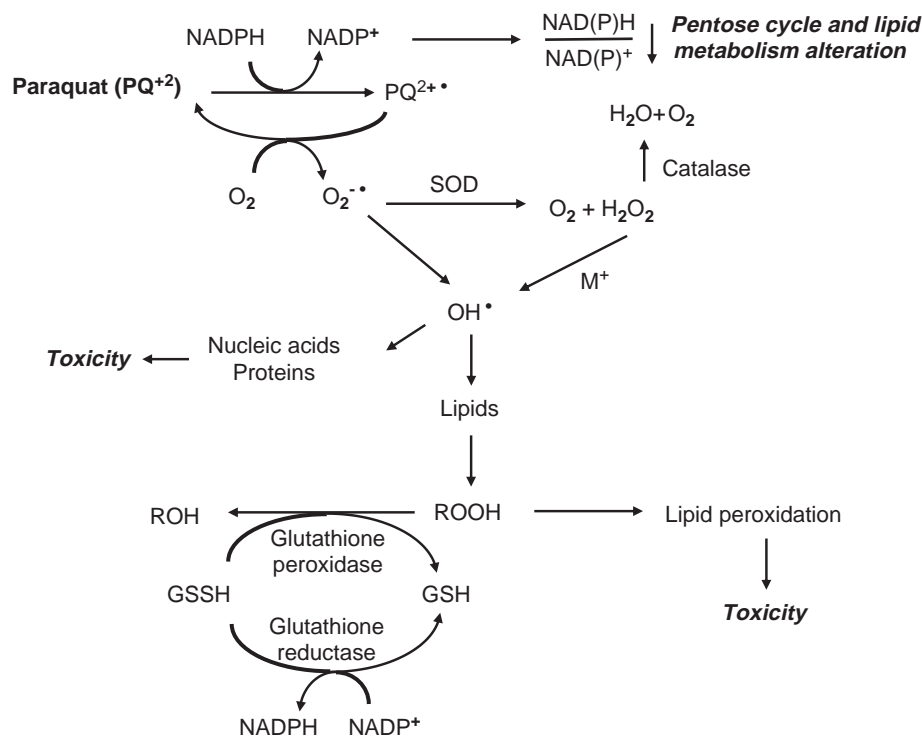 NADPH NADP⁺
NAD(P)H
NAD(P)⁺
Pentose cycle and lipid
metabolism alteration
Paraquat (PQ⁺²) PQ²⁺•
H₂O+O₂
Catalase
O₂ O₂⁻• SOD O₂ + H₂O₂
M⁺
OH•
Toxicity
Nucleic acids
Proteins
Lipids
ROH ROOH Lipid peroxidation
Glutathione
peroxidase
GSSH GSH
Toxicity
Glutathione
reductase
NADPH NADP⁺